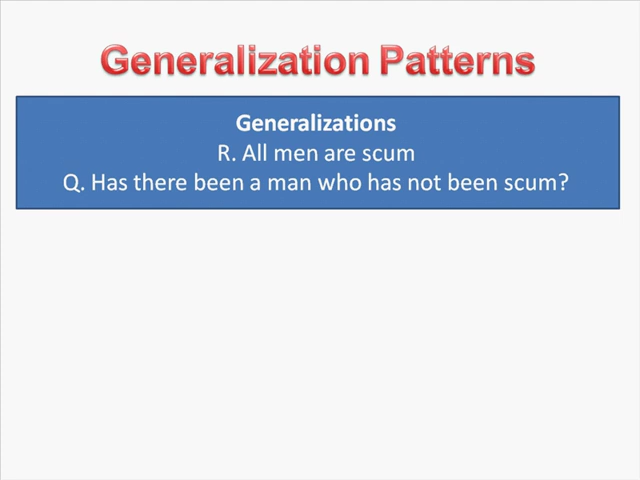 Generalization Patterns
Generalizations
R. All men are scum
Q. Has there been a man who has not been scum?